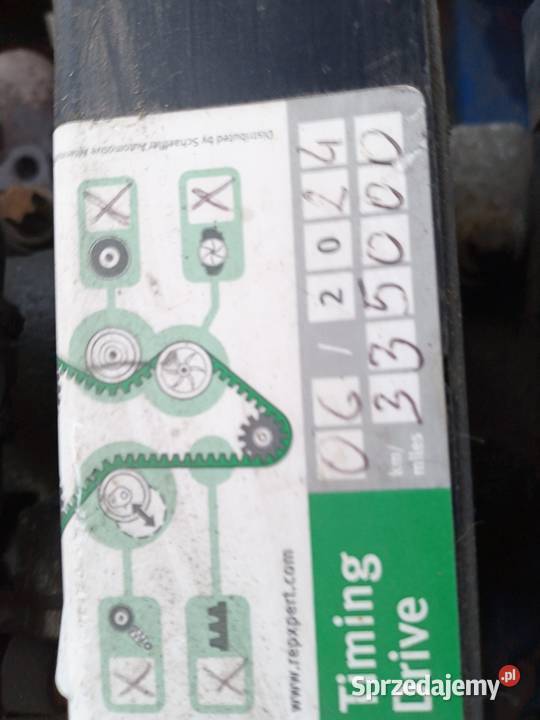 Timing
Drive
06 / 2024
km/
miles
335000
www.repxpert.com
Distributed by Schaeffler Automotive
Sprzedajemy.pl